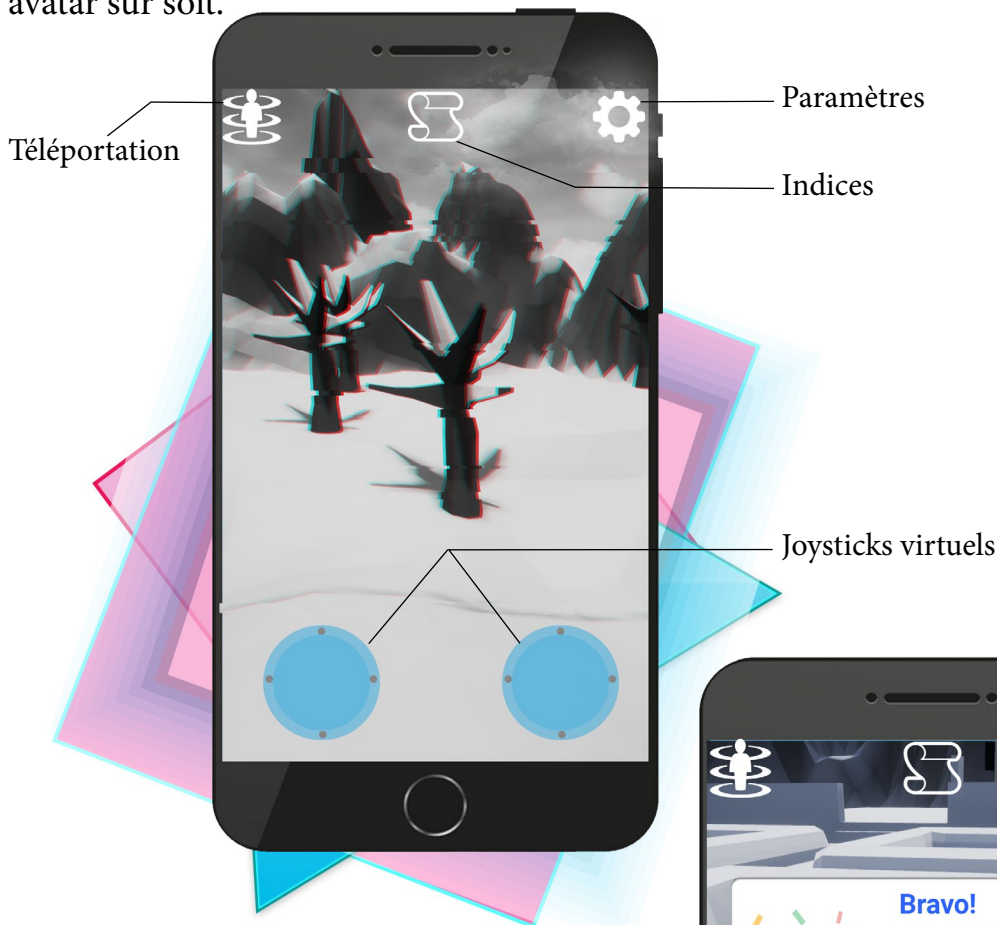 avatar sur soit.
Paramètres
Téléportation
Indices
Joysticks virtuels
Bravo!